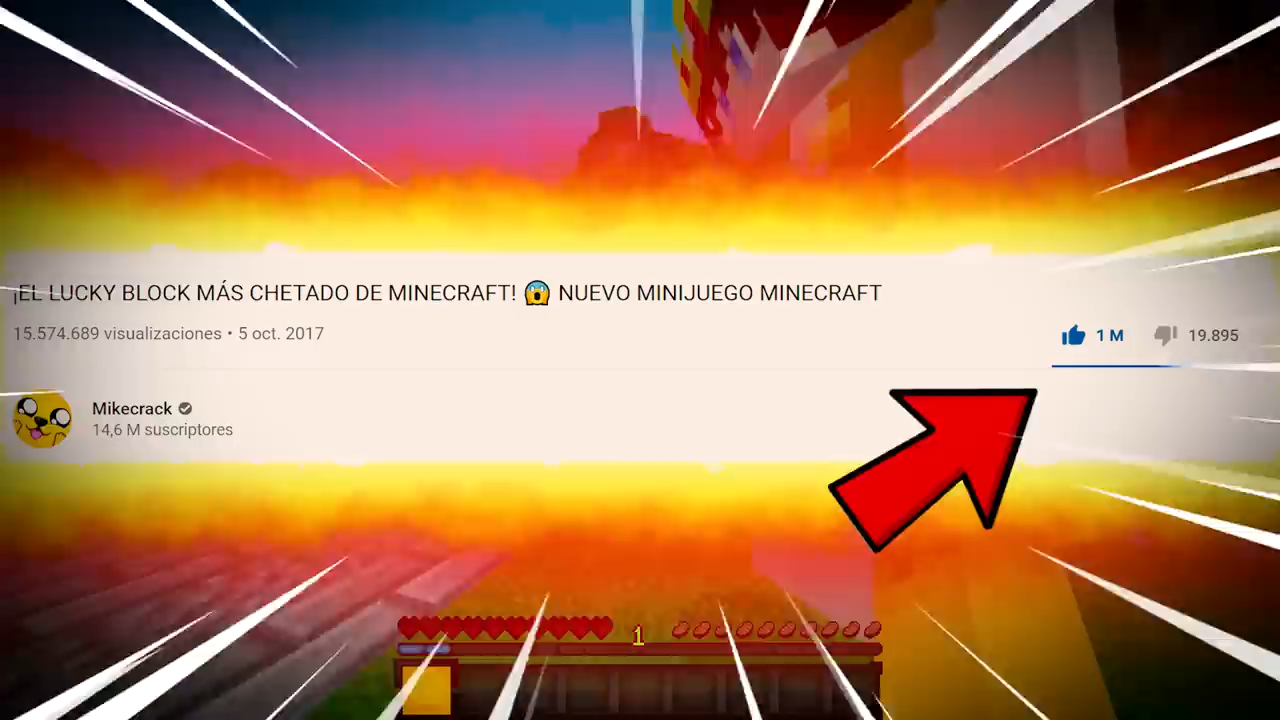 ¡EL LUCKY BLOCK MÁS CHETADO DE MINECRAFT! 😱 NUEVO MINIJUEGO MINECRAFT
15.574.689 visualizaciones • 5 oct. 2017
1 M
19.895
Mikecrack
14,6 M suscriptores
1